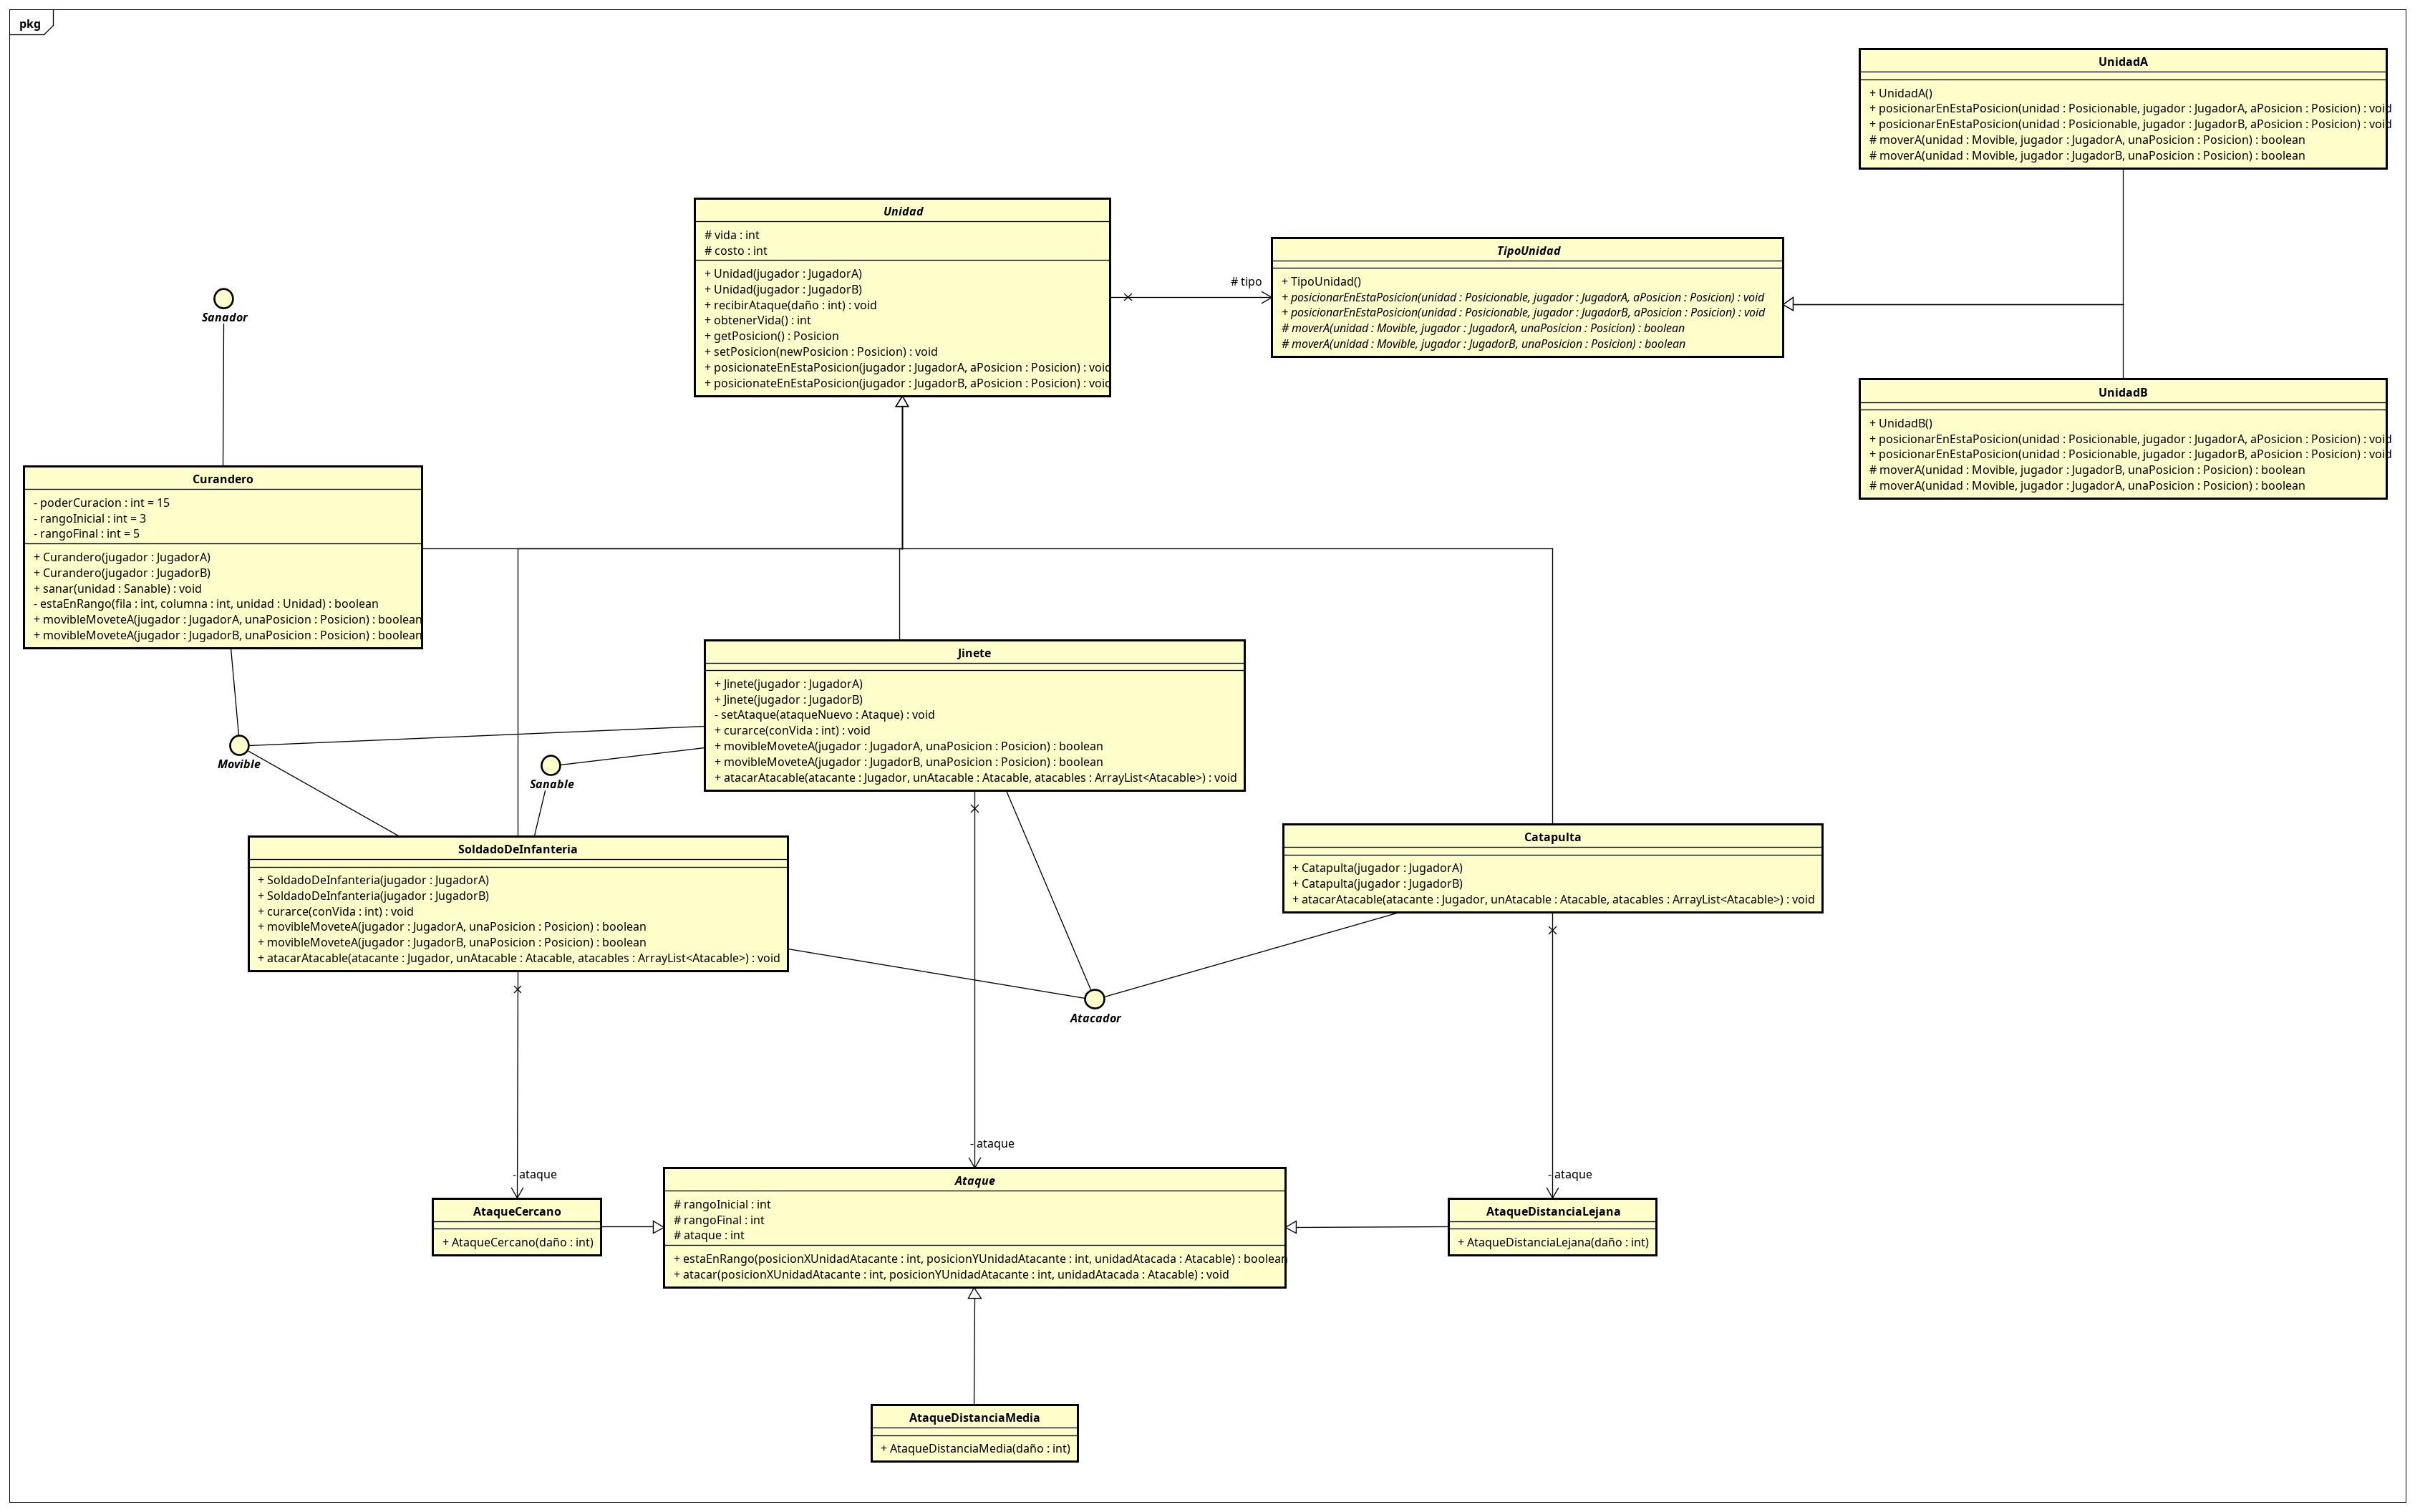 pkg
UnidadA
+ UnidadA()
+ posicionarEnEstaPosicion(unidad : Posicionable, jugador : JugadorA, aPosicion : Posicion) : void
+ posicionarEnEstaPosicion(unidad : Posicionable, jugador : JugadorB, aPosicion : Posicion) : void
# moverA(unidad : Movible, jugador : JugadorA, unaPosicion : Posicion) : boolean
# moverA(unidad : Movible, jugador : JugadorB, unaPosicion : Posicion) : boolean
Unidad
# vida : int
# costo : int
+ Unidad(jugador : JugadorA)
+ Unidad(jugador : JugadorB)
+ recibirAtaque(daño : int) : void
+ obtenerVida() : int
+ getPosicion() : Posicion
+ setPosicion(newPosicion : Posicion) : void
+ posicionateEnEstaPosicion(jugador : JugadorA, aPosicion : Posicion) : void
+ posicionateEnEstaPosicion(jugador : JugadorB, aPosicion : Posicion) : void
# tipo
TipoUnidad
+ TipoUnidad()
+ posicionarEnEstaPosicion(unidad : Posicionable, jugador : JugadorA, aPosicion : Posicion) : void
+ posicionarEnEstaPosicion(unidad : Posicionable, jugador : JugadorB, aPosicion : Posicion) : void
# moverA(unidad : Movible, jugador : JugadorA, unaPosicion : Posicion) : boolean
# moverA(unidad : Movible, jugador : JugadorB, unaPosicion : Posicion) : boolean
Sanador
UnidadB
+ UnidadB()
+ posicionarEnEstaPosicion(unidad : Posicionable, jugador : JugadorA, aPosicion : Posicion) : void
+ posicionarEnEstaPosicion(unidad : Posicionable, jugador : JugadorB, aPosicion : Posicion) : void
# moverA(unidad : Movible, jugador : JugadorB, unaPosicion : Posicion) : boolean
# moverA(unidad : Movible, jugador : JugadorA, unaPosicion : Posicion) : boolean
Curandero
- poderCuracion : int = 15
- rangoInicial : int = 3
- rangoFinal : int = 5
+ Curandero(jugador : JugadorA)
+ Curandero(jugador : JugadorB)
+ sanar(unidad : Sanable) : void
- estaEnRango(fila : int, columna : int, unidad : Unidad) : boolean
+ movibleMoveteA(jugador : JugadorA, unaPosicion : Posicion) : boolean
+ movibleMoveteA(jugador : JugadorB, unaPosicion : Posicion) : boolean
Jinete
+ Jinete(jugador : JugadorA)
+ Jinete(jugador : JugadorB)
- setAtaque(ataqueNuevo : Ataque) : void
+ curarce(conVida : int) : void
+ movibleMoveteA(jugador : JugadorA, unaPosicion : Posicion) : boolean
+ movibleMoveteA(jugador : JugadorB, unaPosicion : Posicion) : boolean
+ atacarAtacable(atacante : Jugador, unAtacable : Atacable, atacables : ArrayList<Atacable>) : void
Movible
Sanable
SoldadoDeInfanteria
+ SoldadoDeInfanteria(jugador : JugadorA)
+ SoldadoDeInfanteria(jugador : JugadorB)
+ curarce(conVida : int) : void
+ movibleMoveteA(jugador : JugadorA, unaPosicion : Posicion) : boolean
+ movibleMoveteA(jugador : JugadorB, unaPosicion : Posicion) : boolean
+ atacarAtacable(atacante : Jugador, unAtacable : Atacable, atacables : ArrayList<Atacable>) : void
Catapulta
+ Catapulta(jugador : JugadorA)
+ Catapulta(jugador : JugadorB)
+ atacarAtacable(atacante : Jugador, unAtacable : Atacable, atacables : ArrayList<Atacable>) : void
Atacador
- ataque
- ataque
- ataque
AtaqueCercano
+ AtaqueCercano(daño : int)
Ataque
# rangoInicial : int
# rangoFinal : int
# ataque : int
+ estaEnRango(posicionXUnidadAtacante : int, posicionYUnidadAtacante : int, unidadAtacada : Atacable) : boolean
+ atacar(posicionXUnidadAtacante : int, posicionYUnidadAtacante : int, unidadAtacada : Atacable) : void
AtaqueDistanciaLejana
+ AtaqueDistanciaLejana(daño : int)
AtaqueDistanciaMedia
+ AtaqueDistanciaMedia(daño : int)